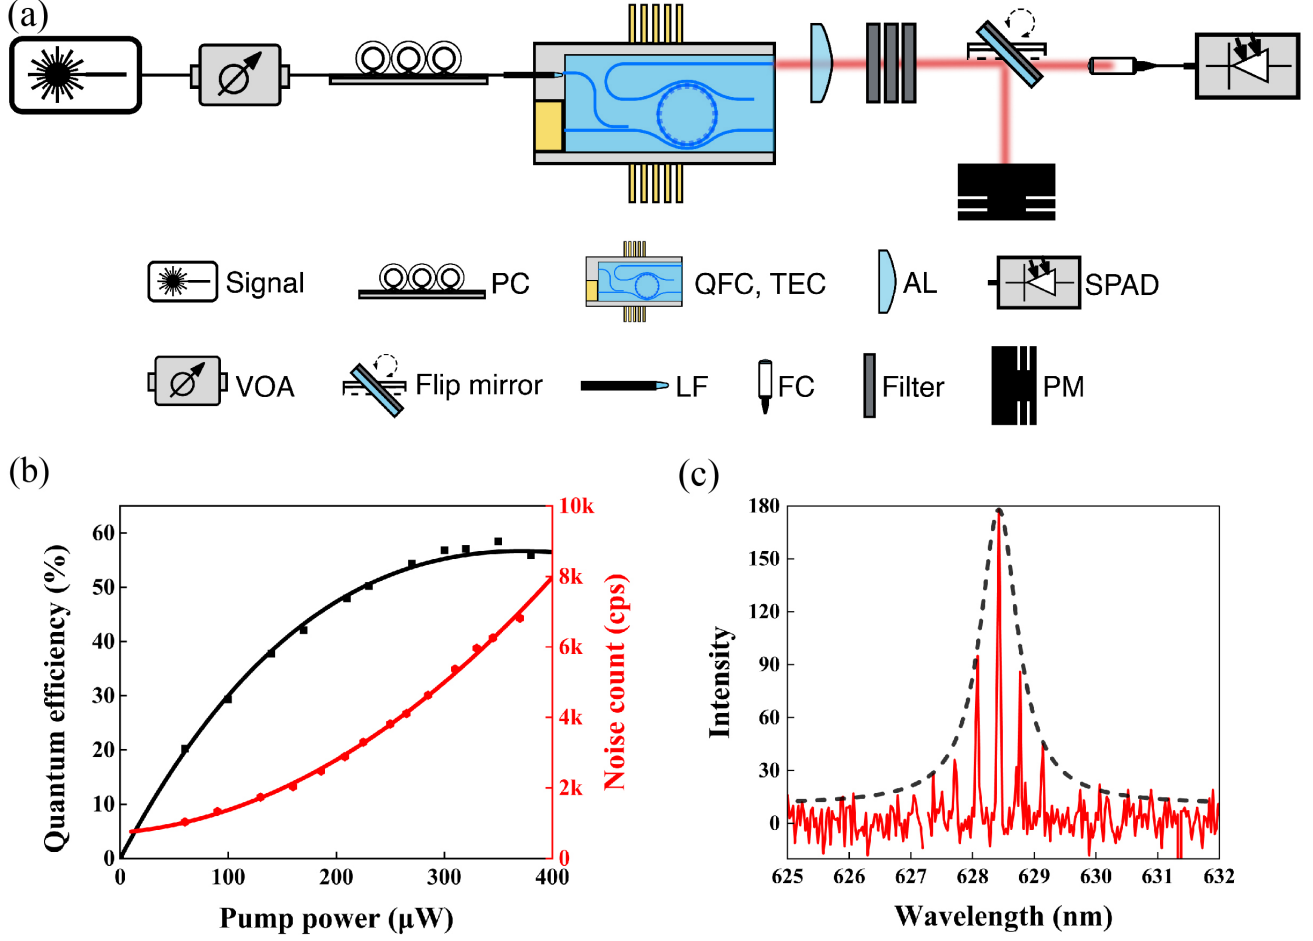 (a)
Signal
PC
QFC, TEC
AL
SPAD
VOA
Flip mirror
LF
FC
Filter
PM
(b)
60
50
40
30
20
10
0
Quantum efficiency (%)
10k
8k
6k
4k
2k
0
Noise count (cps)
0
100
200
300
400
Pump power (μW)
(c)
180
150
120
90
60
30
0
Intensity
625
626
627
628
629
630
631
632
Wavelength (nm)